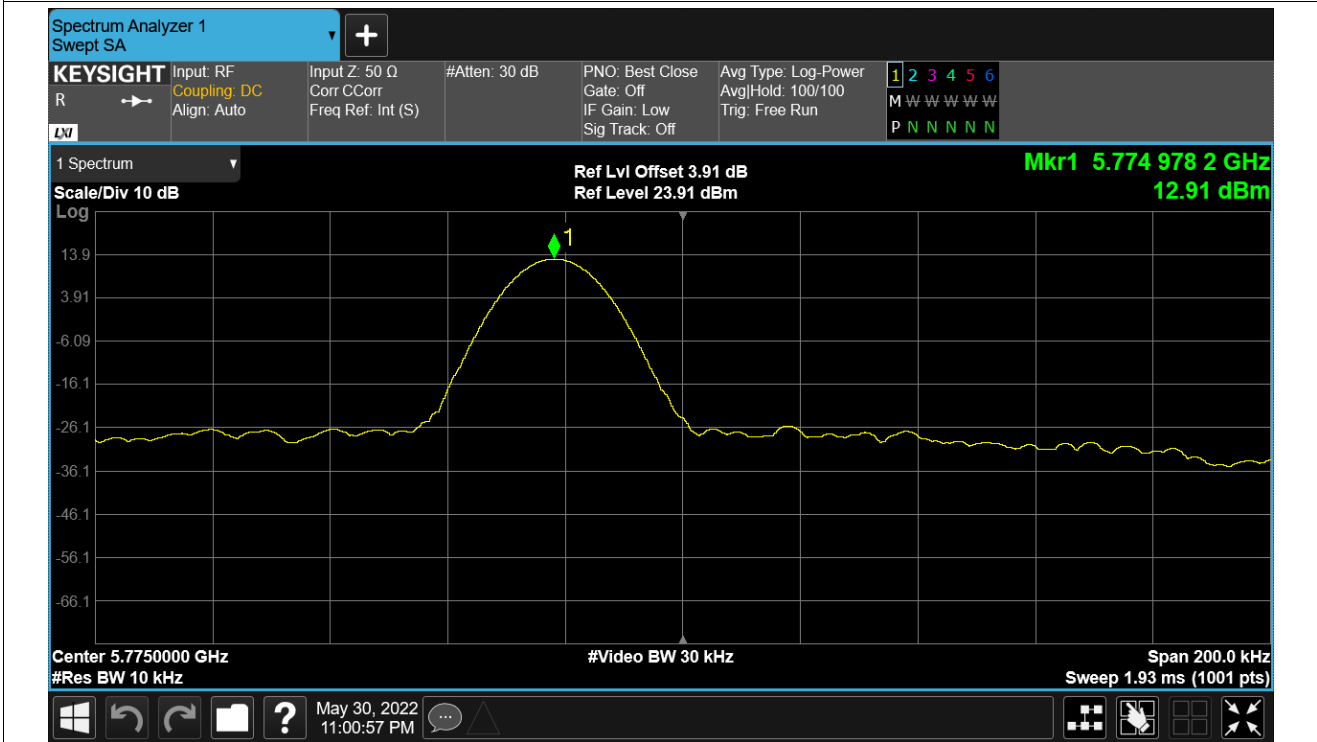 Spectrum Analyzer 1
Swept SA
+
KEYSIGHT
R
LXI
Input: RF
Coupling: DC
Align: Auto
Input Z: 50 Ω
Corr CCorr
Freq Ref: Int (S)
#Atten: 30 dB
PNO: Best Close
Gate: Off
IF Gain: Low
Sig Track: Off
Avg Type: Log-Power
Avg|Hold: 100/100
Trig: Free Run
1 2 3 4 5 6
M W W W W W
P N N N N N
1 Spectrum
Scale/Div 10 dB
Ref Lvl Offset 3.91 dB
Ref Level 23.91 dBm
Mkr1 5.774 978 2 GHz
12.91 dBm
Log
1
13.9
3.91
-6.09
-16.1
-26.1
-36.1
-46.1
-56.1
-66.1
Center 5.7750000 GHz
#Video BW 30 kHz
Span 200.0 kHz
#Res BW 10 kHz
Sweep 1.93 ms (1001 pts)
?
May 30, 2022
11:00:57 PM